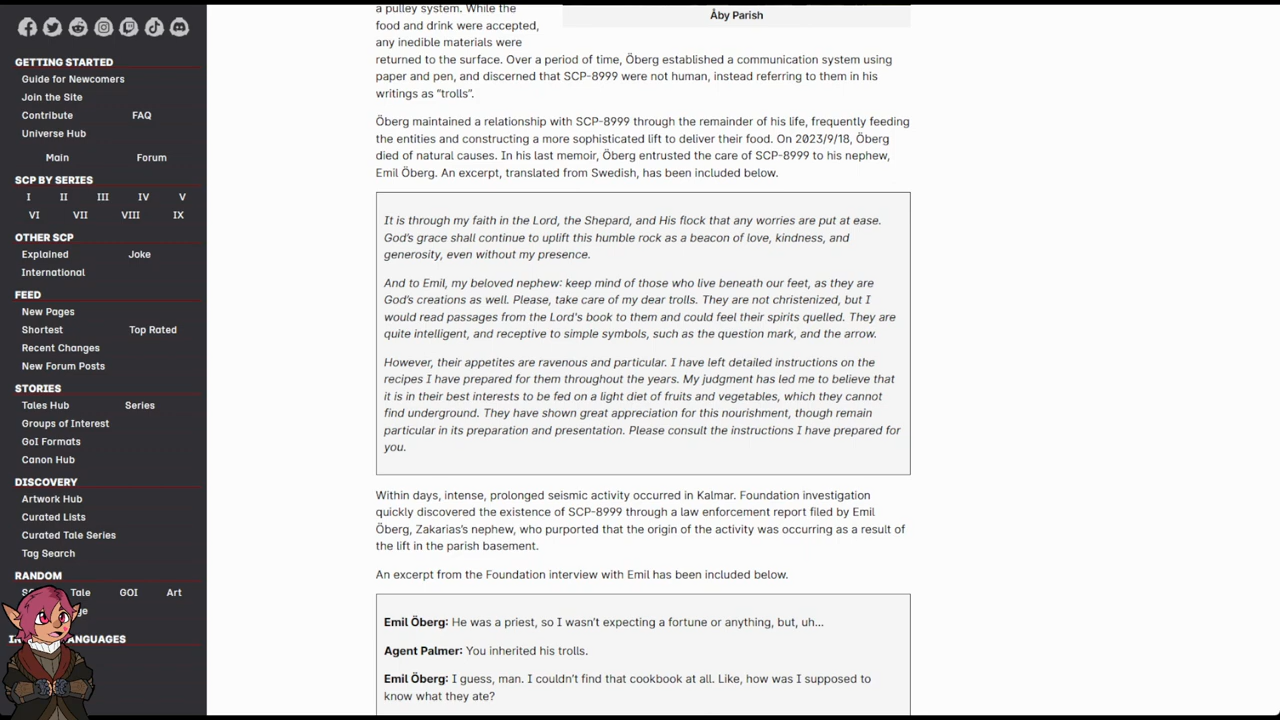 GETTING STARTED
Guide for Newcomers
Join the Site
Contribute FAQ
Universe Hub
Main Forum
SCP BY SERIES
I II III IV V
VI VII VIII IX
OTHER SCP
Explained Joke
International
FEED
New Pages
Shortest Top Rated
Recent Changes
New Forum Posts
STORIES
Tales Hub Series
Groups of Interest
GoI Formats
Canon Hub
DISCOVERY
Artwork Hub
Curated Lists
Curated Tale Series
Tag Search
RANDOM
Tale GOI Art
LANGUAGES
Åby Parish
a pulley system. While the
food and drink were accepted,
any inedible materials were
returned to the surface. Over a period of time, Öberg established a communication system using
paper and pen, and discerned that SCP-8999 were not human, instead referring to them in his
writings as “trolls”.
Öberg maintained a relationship with SCP-8999 through the remainder of his life, frequently feeding
the entities and constructing a more sophisticated lift to deliver their food. On 2023/9/18, Öberg
died of natural causes. In his last memoir, Öberg entrusted the care of SCP-8999 to his nephew,
Emil Öberg. An excerpt, translated from Swedish, has been included below.
It is through my faith in the Lord, the Shepard, and His flock that any worries are put at ease.
God's grace shall continue to uplift this humble rock as a beacon of love, kindness, and
generosity, even without my presence.
And to Emil, my beloved nephew: keep mind of those who live beneath our feet, as they are
God's creations as well. Please, take care of my dear trolls. They are not christenized, but I
would read passages from the Lord's book to them and could feel their spirits quelled. They are
quite intelligent, and receptive to simple symbols, such as the question mark, and the arrow.
However, their appetites are ravenous and particular. I have left detailed instructions on the
recipes I have prepared for them throughout the years. My judgment has led me to believe that
it is in their best interests to be fed on a light diet of fruits and vegetables, which they cannot
find underground. They have shown great appreciation for this nourishment, though remain
particular in its preparation and presentation. Please consult the instructions I have prepared for
you.
Within days, intense, prolonged seismic activity occurred in Kalmar. Foundation investigation
quickly discovered the existence of SCP-8999 through a law enforcement report filed by Emil
Öberg, Zakarias's nephew, who purported that the origin of the activity was occurring as a result of
the lift in the parish basement.
An excerpt from the Foundation interview with Emil has been included below.
Emil Öberg: He was a priest, so I wasn't expecting a fortune or anything, but, uh...
Agent Palmer: You inherited his trolls.
Emil Öberg: I guess, man. I couldn't find that cookbook at all. Like, how was I supposed to
know what they ate?